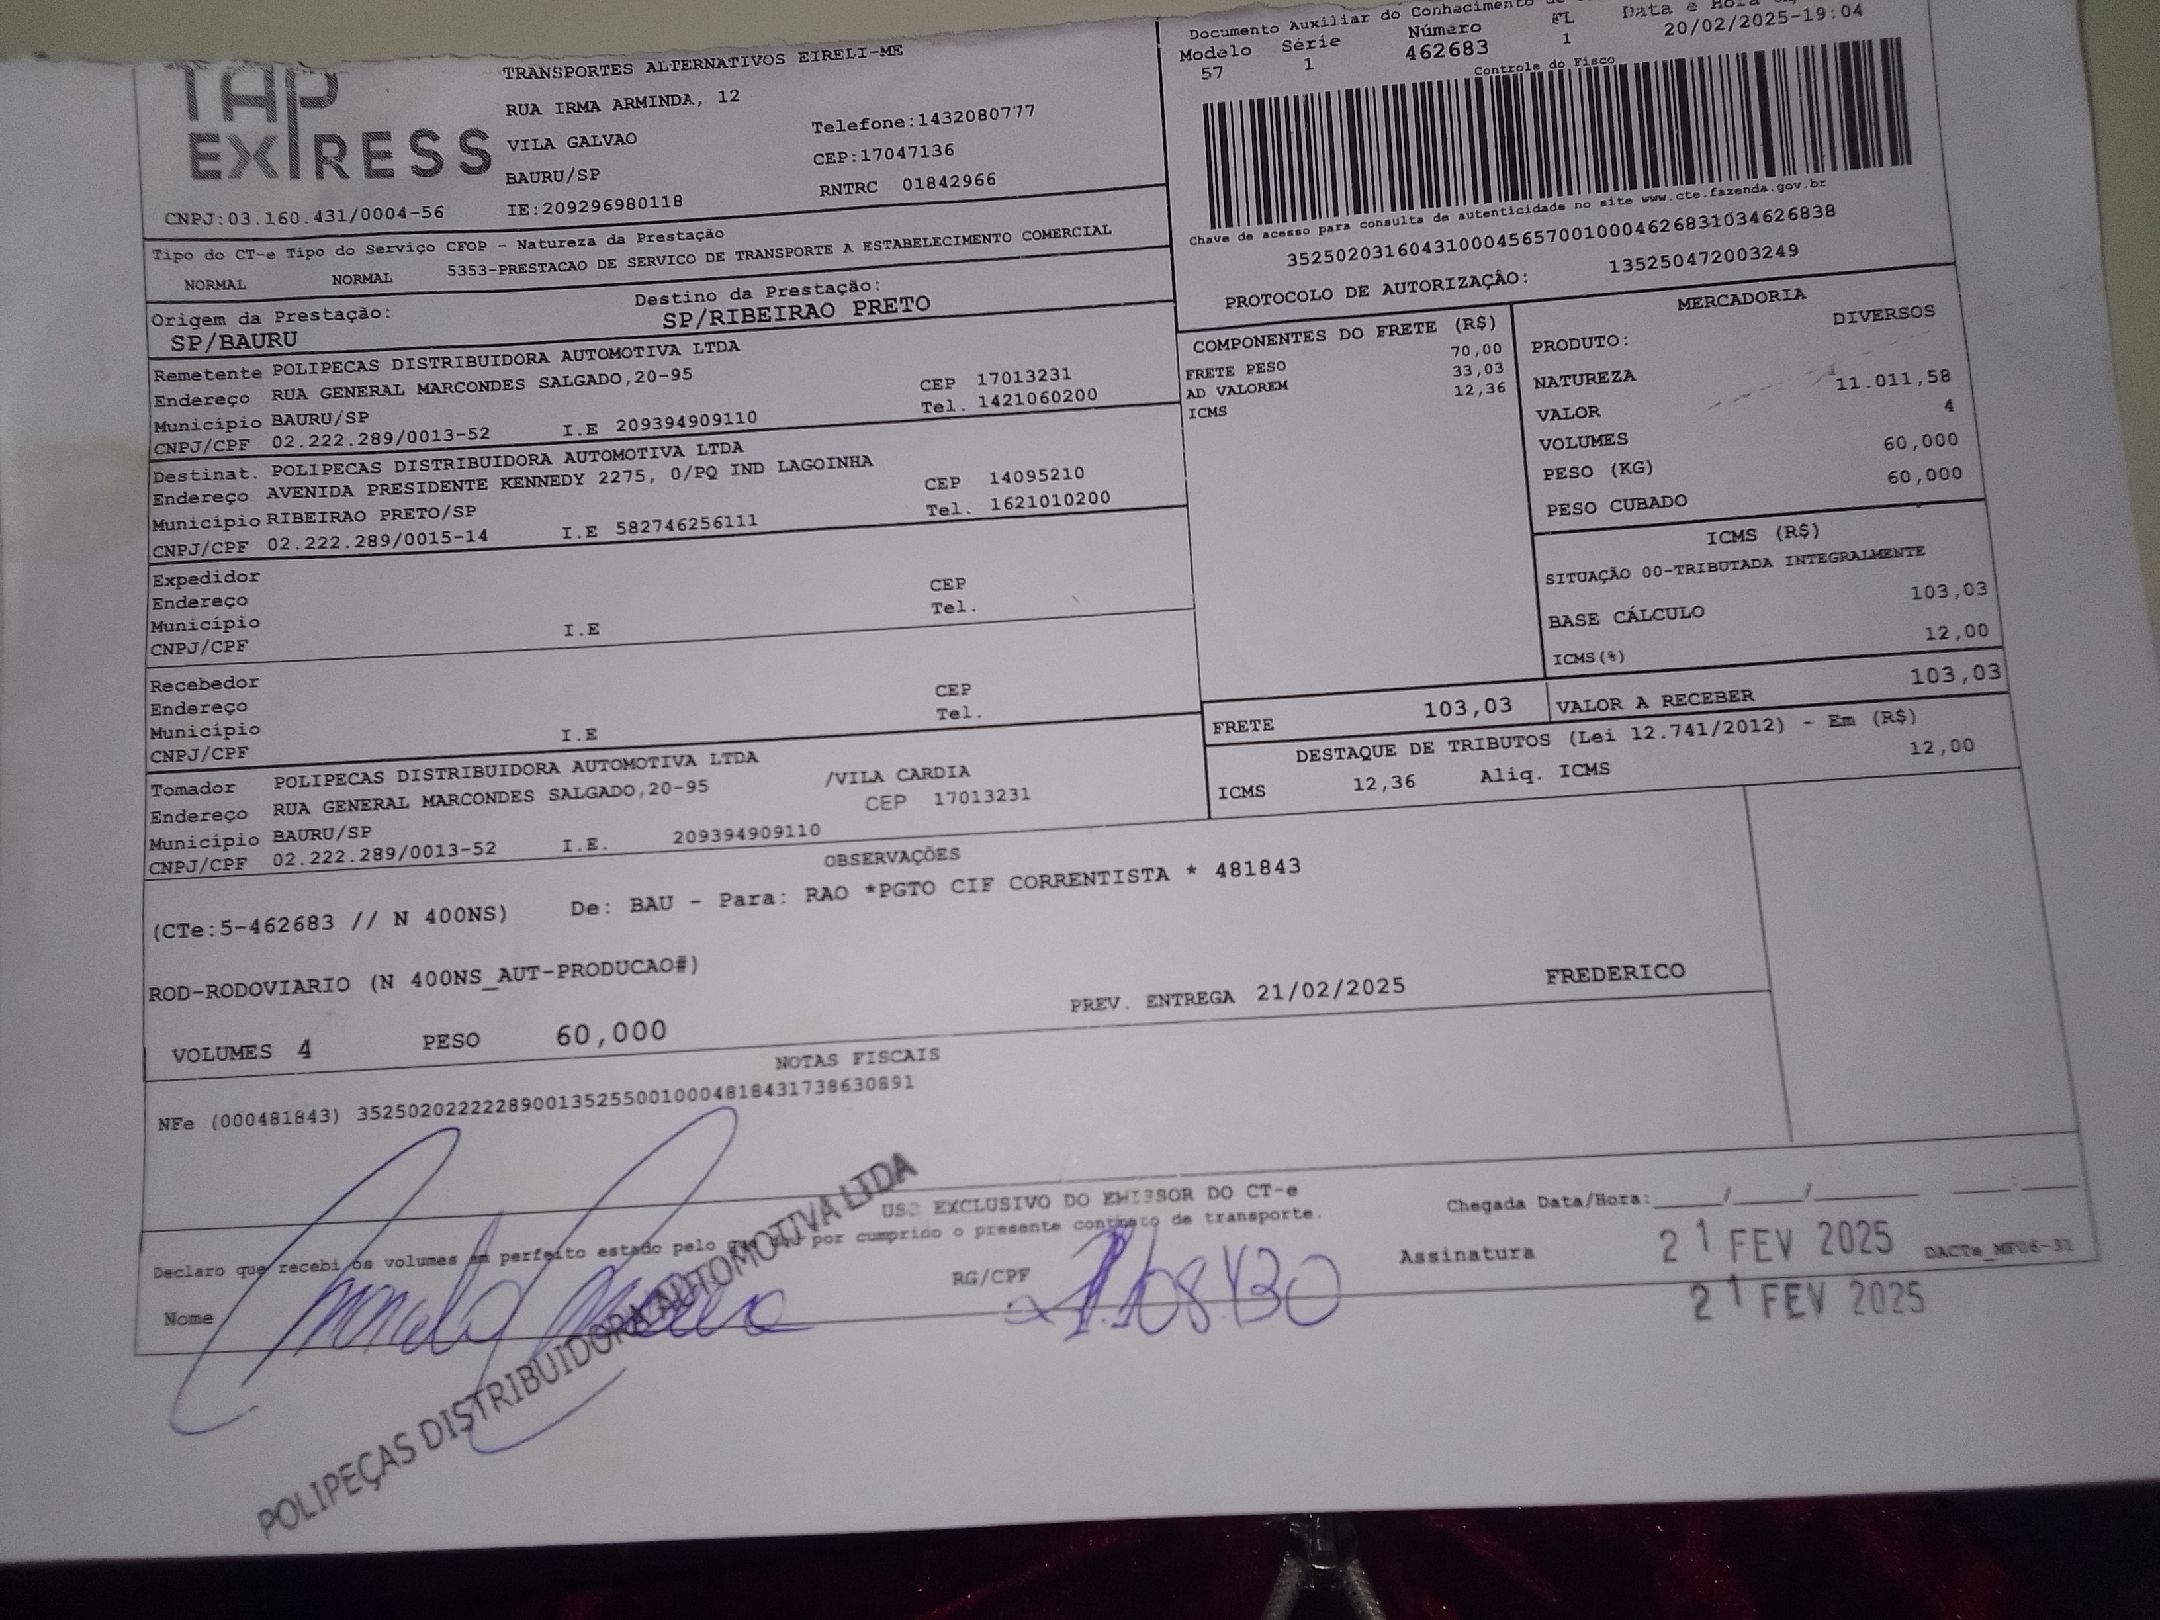 TAP
EXPRESS
TRANSPORTES ALTERNATIVOS EIRELI-ME
RUA IRMA ARMINDA, 12
VILA GALVAO
Telefone:1432080777
BAURU/SP
CEP:17047136
CNPJ:03.160.431/0004-56
IE:209296980118
RNTRC 01842966
Documento Auxiliar do Conhecimento
Modelo Série Número FL Data e Hora
57 1 462683 1 20/02/2025-19:04
Controle do Fisco
Chave de acesso para consulta de autenticidade no site www.cte.fazenda.gov.br
35250203160431000456570010004626831034626838
PROTOCOLO DE AUTORIZAÇÂO: 135250472003249
Tipo do CT-e Tipo do Serviço CFOP - Natureza da Prestação
NORMAL NORMAL 5353-PRESTACAO DE SERVICO DE TRANSPORTE A ESTABELECIMENTO COMERCIAL
Origem da Prestação: Destino da Prestação:
SP/BAURU SP/RIBEIRAO PRETO
Remetente POLIPECAS DISTRIBUIDORA AUTOMOTIVA LTDA
Endereço RUA GENERAL MARCONDES SALGADO,20-95 CEP 17013231
Município BAURU/SP Tel. 1421060200
CNPJ/CPF 02.222.289/0013-52 I.E 209394909110
Destinat. POLIPECAS DISTRIBUIDORA AUTOMOTIVA LTDA
Endereço AVENIDA PRESIDENTE KENNEDY 2275, 0/PQ IND LAGOINHA CEP 14095210
Município RIBEIRAO PRETO/SP Tel. 1621010200
CNPJ/CPF 02.222.289/0015-14 I.E 582746256111
Expedidor
Endereço CEP
Município Tel.
CNPJ/CPF I.E
Recebedor
Endereço CEP
Município Tel.
CNPJ/CPF I.E
Tomador POLIPECAS DISTRIBUIDORA AUTOMOTIVA LTDA
Endereço RUA GENERAL MARCONDES SALGADO,20-95 /VILA CARDIA
Município BAURU/SP CEP 17013231
CNPJ/CPF 02.222.289/0013-52 I.E. 209394909110
COMPONENTES DO FRETE (R$)
FRETE PESO 70,00
AD VALOREM 33,03
ICMS 12,36
MERCADORIA
PRODUTO: DIVERSOS
NATUREZA
VALOR 11.011,58
VOLUMES 4
PESO (KG) 60,000
PESO CUBADO 60,000
ICMS (R$)
SITUAÇÃO 00-TRIBUTADA INTEGRALMENTE
BASE CÁLCULO 103,03
ICMS(%) 12,00
FRETE 103,03 VALOR A RECEBER 103,03
DESTAQUE DE TRIBUTOS (Lei 12.741/2012) - Em (R$)
ICMS 12,36 Aliq. ICMS 12,00
OBSERVAÇÕES
(CTe:5-462683 // N 400NS) De: BAU - Para: RAO *PGTO CIF CORRENTISTA * 481843
ROD-RODOVIARIO (N 400NS_AUT-PRODUCAO#)
PREV. ENTREGA 21/02/2025 FREDERICO
VOLUMES 4 PESO 60,000
NOTAS FISCAIS
NFe (000481843) 35250202222289001352550010004818431738630891
USO EXCLUSIVO DO EMISSOR DO CT-e
Declaro que recebi os volumes em perfeito estado pelo que dou por cumprido o presente contrato de transporte.
Chegada Data/Hora:_____/_____/_______ ___:____
Nome RG/CPF Assinatura
21 FEV 2025
DACTe_MF06-31
21 FEV 2025
POLIPEÇAS DISTRIBUIDORA AUTOMOTIVA LTDA